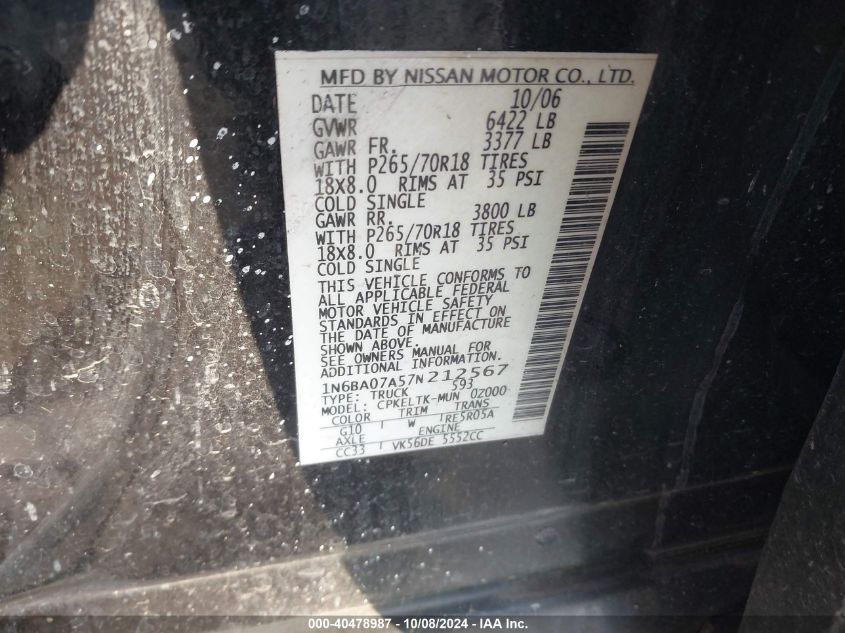 MFD BY NISSAN MOTOR CO., LTD.
DATE 10/06
GVWR 6422 LB
GAWR FR. 3377 LB
WITH P265/70R18 TIRES
18X8.0 RIMS AT 35 PSI
COLD SINGLE
GAWR RR. 3800 LB
WITH P265/70R18 TIRES
18X8.0 RIMS AT 35 PSI
COLD SINGLE
THIS VEHICLE CONFORMS TO
ALL APPLICABLE FEDERAL
MOTOR VEHICLE SAFETY
STANDARDS IN EFFECT ON
THE DATE OF MANUFACTURE
SHOWN ABOVE.
SEE OWNERS MANUAL FOR
ADDITIONAL INFORMATION.
1N6BA07A57N212567
TYPE: TRUCK 593
MODEL: CPKELTK-MUN 0Z000
COLOR TRIM TRANS
G10 W RE5R05A
AXLE ENGINE
CC33 VK56DE 5552CC
000-40478987 - 10/08/2024 - IAA Inc.